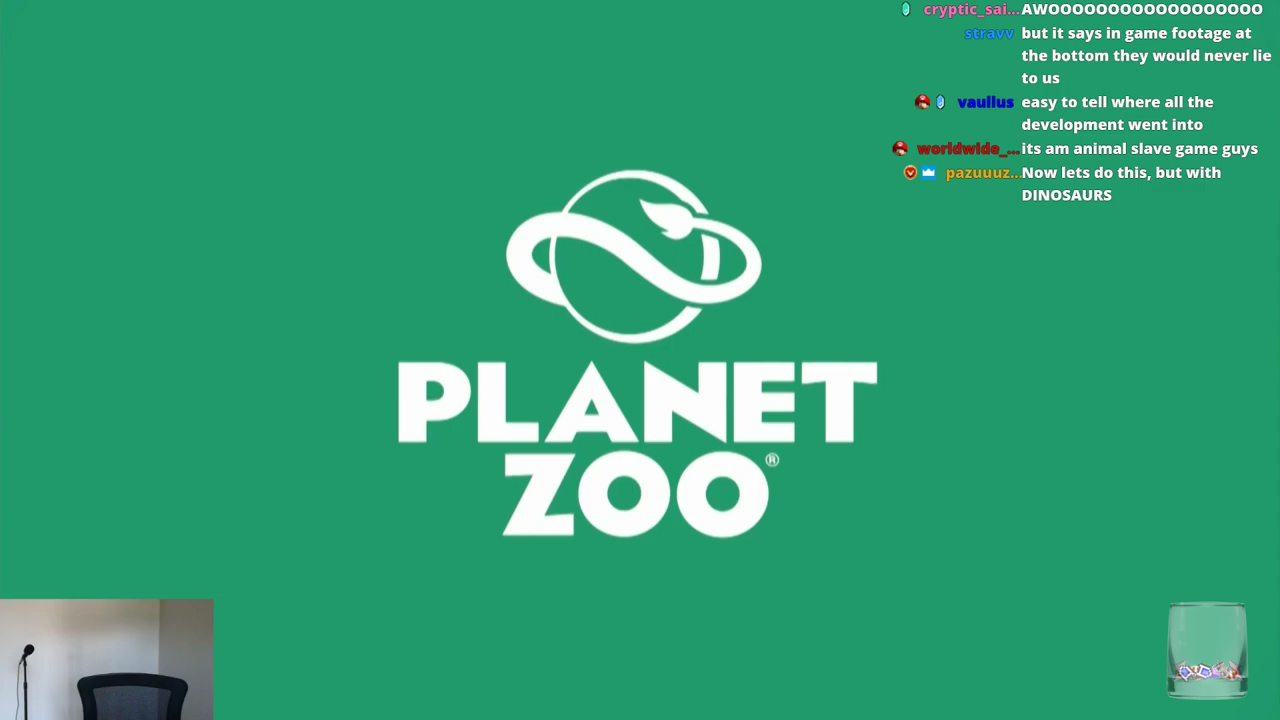 cryptic_sai...AWOOOOOOOOOOOOOOOOOO
stravv but it says in game footage at
the bottom they would never lie
to us
vaullus easy to tell where all the
development went into
worldwide_...its am animal slave game guys
pazuuuz...Now lets do this, but with
DINOSAURS
PLANET
ZOO®